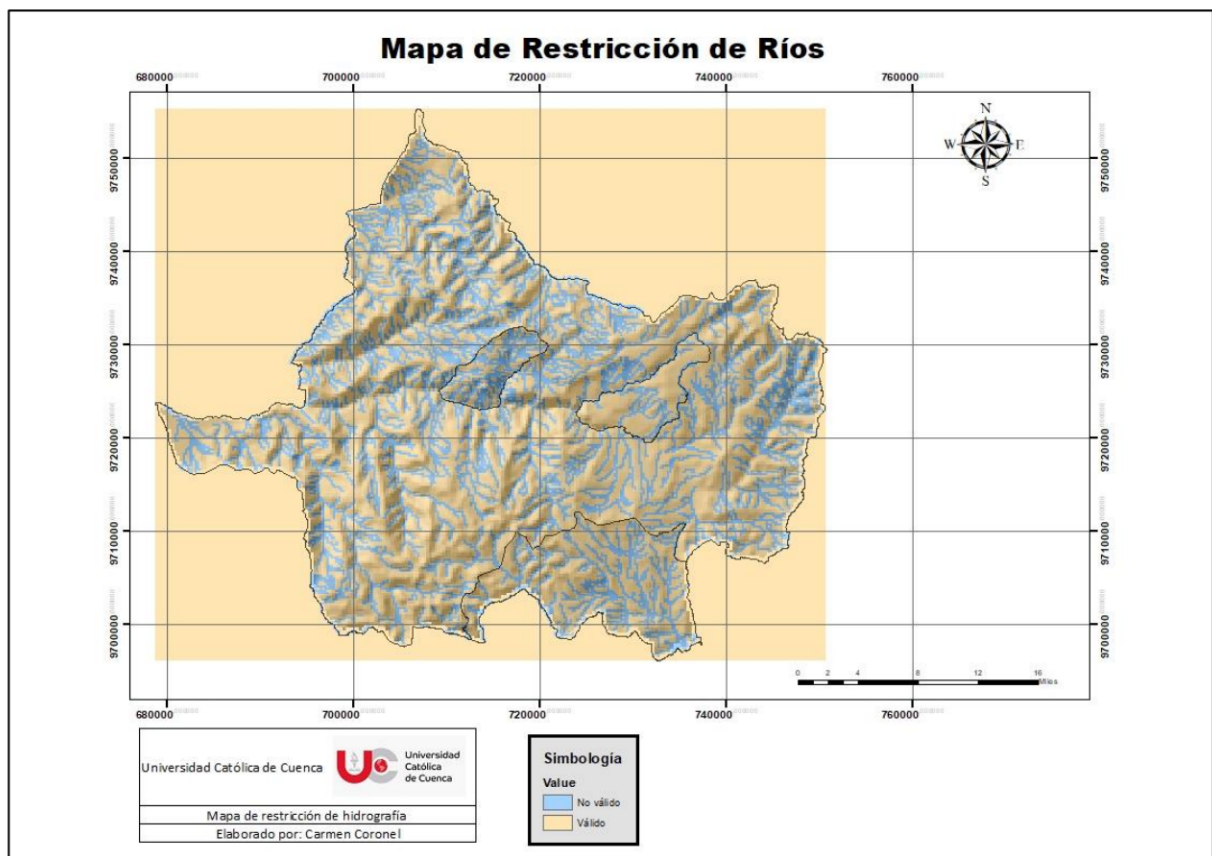 Mapa de Restricción de Ríos
680000 700000 720000 740000 760000
N
W E
S
9750000 9750000
9740000 9740000
9730000 9730000
9720000 9720000
9710000 9710000
9700000 9700000
0 2 4 8 12 16
Miles
680000 700000 720000 740000 760000
Universidad Católica de Cuenca
UC
Universidad
Católica
de Cuenca
Mapa de restricción de hidrografía
Elaborado por: Carmen Coronel
Simbología
Value
No válido
Válido